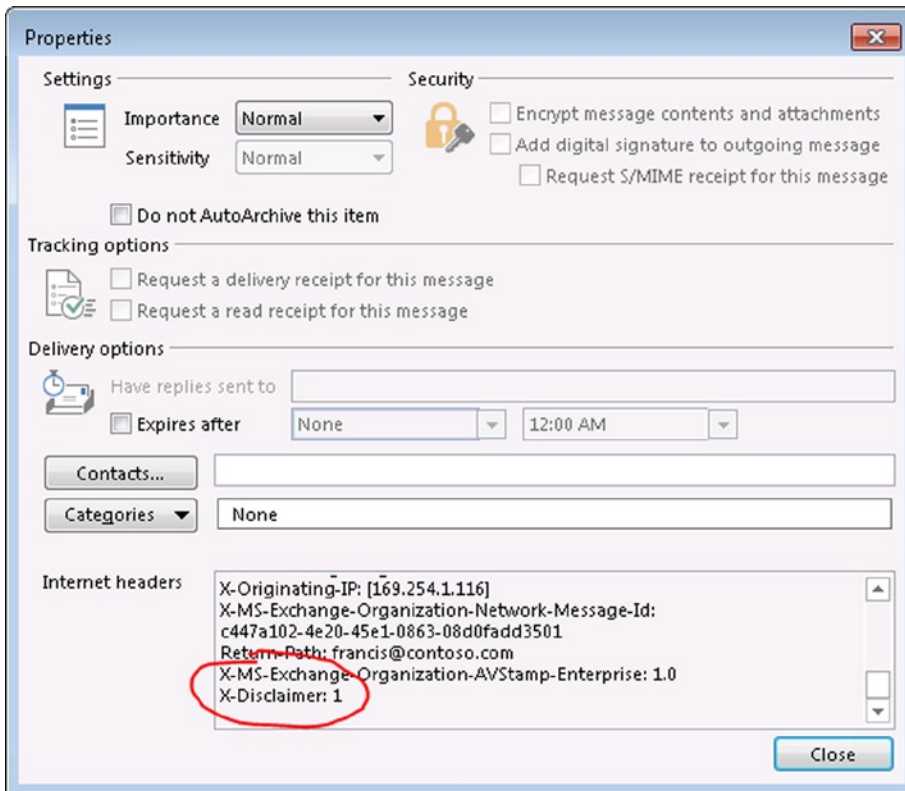 Properties
Settings
Security
Importance Normal
Encrypt message contents and attachments
Add digital signature to outgoing message
Sensitivity Normal
Request S/MIME receipt for this message
Do not AutoArchive this item
Tracking options
Request a delivery receipt for this message
Request a read receipt for this message
Delivery options
Have replies sent to
Expires after None 12:00 AM
Contacts...
Categories None
Internet headers
X-Originating-IP: [169.254.1.116]
X-MS-Exchange-Organization-Network-Message-Id:
c447a102-4e20-45e1-0863-08d0fadd3501
Return-Path: francis@contoso.com
X-MS-Exchange-Organization-AVStamp-Enterprise: 1.0
X-Disclaimer: 1
Close